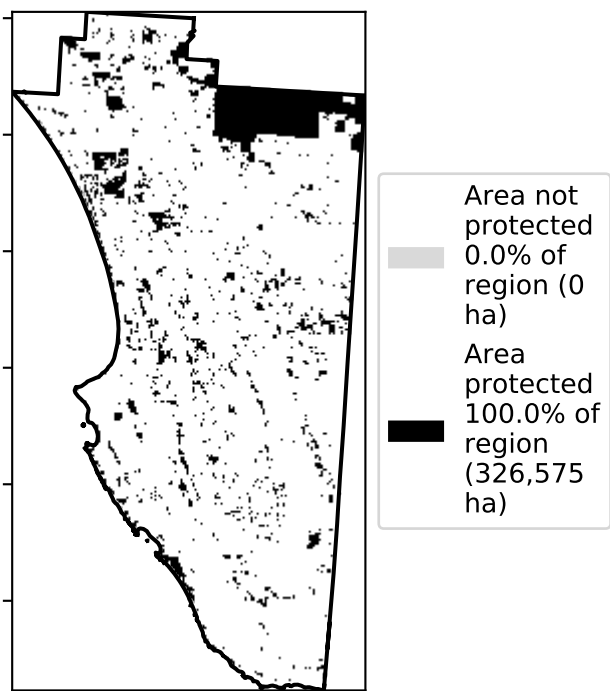 Area not
protected
0.0% of
region (0
ha)
Area
protected
100.0% of
region
(326,575
ha)